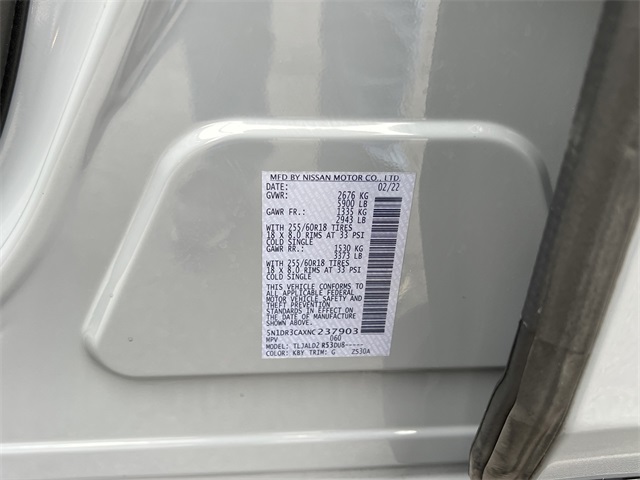 MFD BY NISSAN MOTOR CO., LTD.
DATE: 02/22
GVWR: 2676 KG
5900 LB
GAWR FR.: 1335 KG
2943 LB
WITH 255/60R18 TIRES
18 X 8.0 RIMS AT 33 PSI
COLD SINGLE
GAWR RR.: 1530 KG
3373 LB
WITH 255/60R18 TIRES
18 X 8.0 RIMS AT 33 PSI
COLD SINGLE
THIS VEHICLE CONFORMS TO
ALL APPLICABLE FEDERAL
MOTOR VEHICLE SAFETY AND
THEFT PREVENTION
STANDARDS IN EFFECT ON
THE DATE OF MANUFACTURE
SHOWN ABOVE.
5N1DR3CAXNC237903
MPV 060
MODEL: TLJALDZ R53DU8-----
COLOR: KBY TRIM: G Z530A